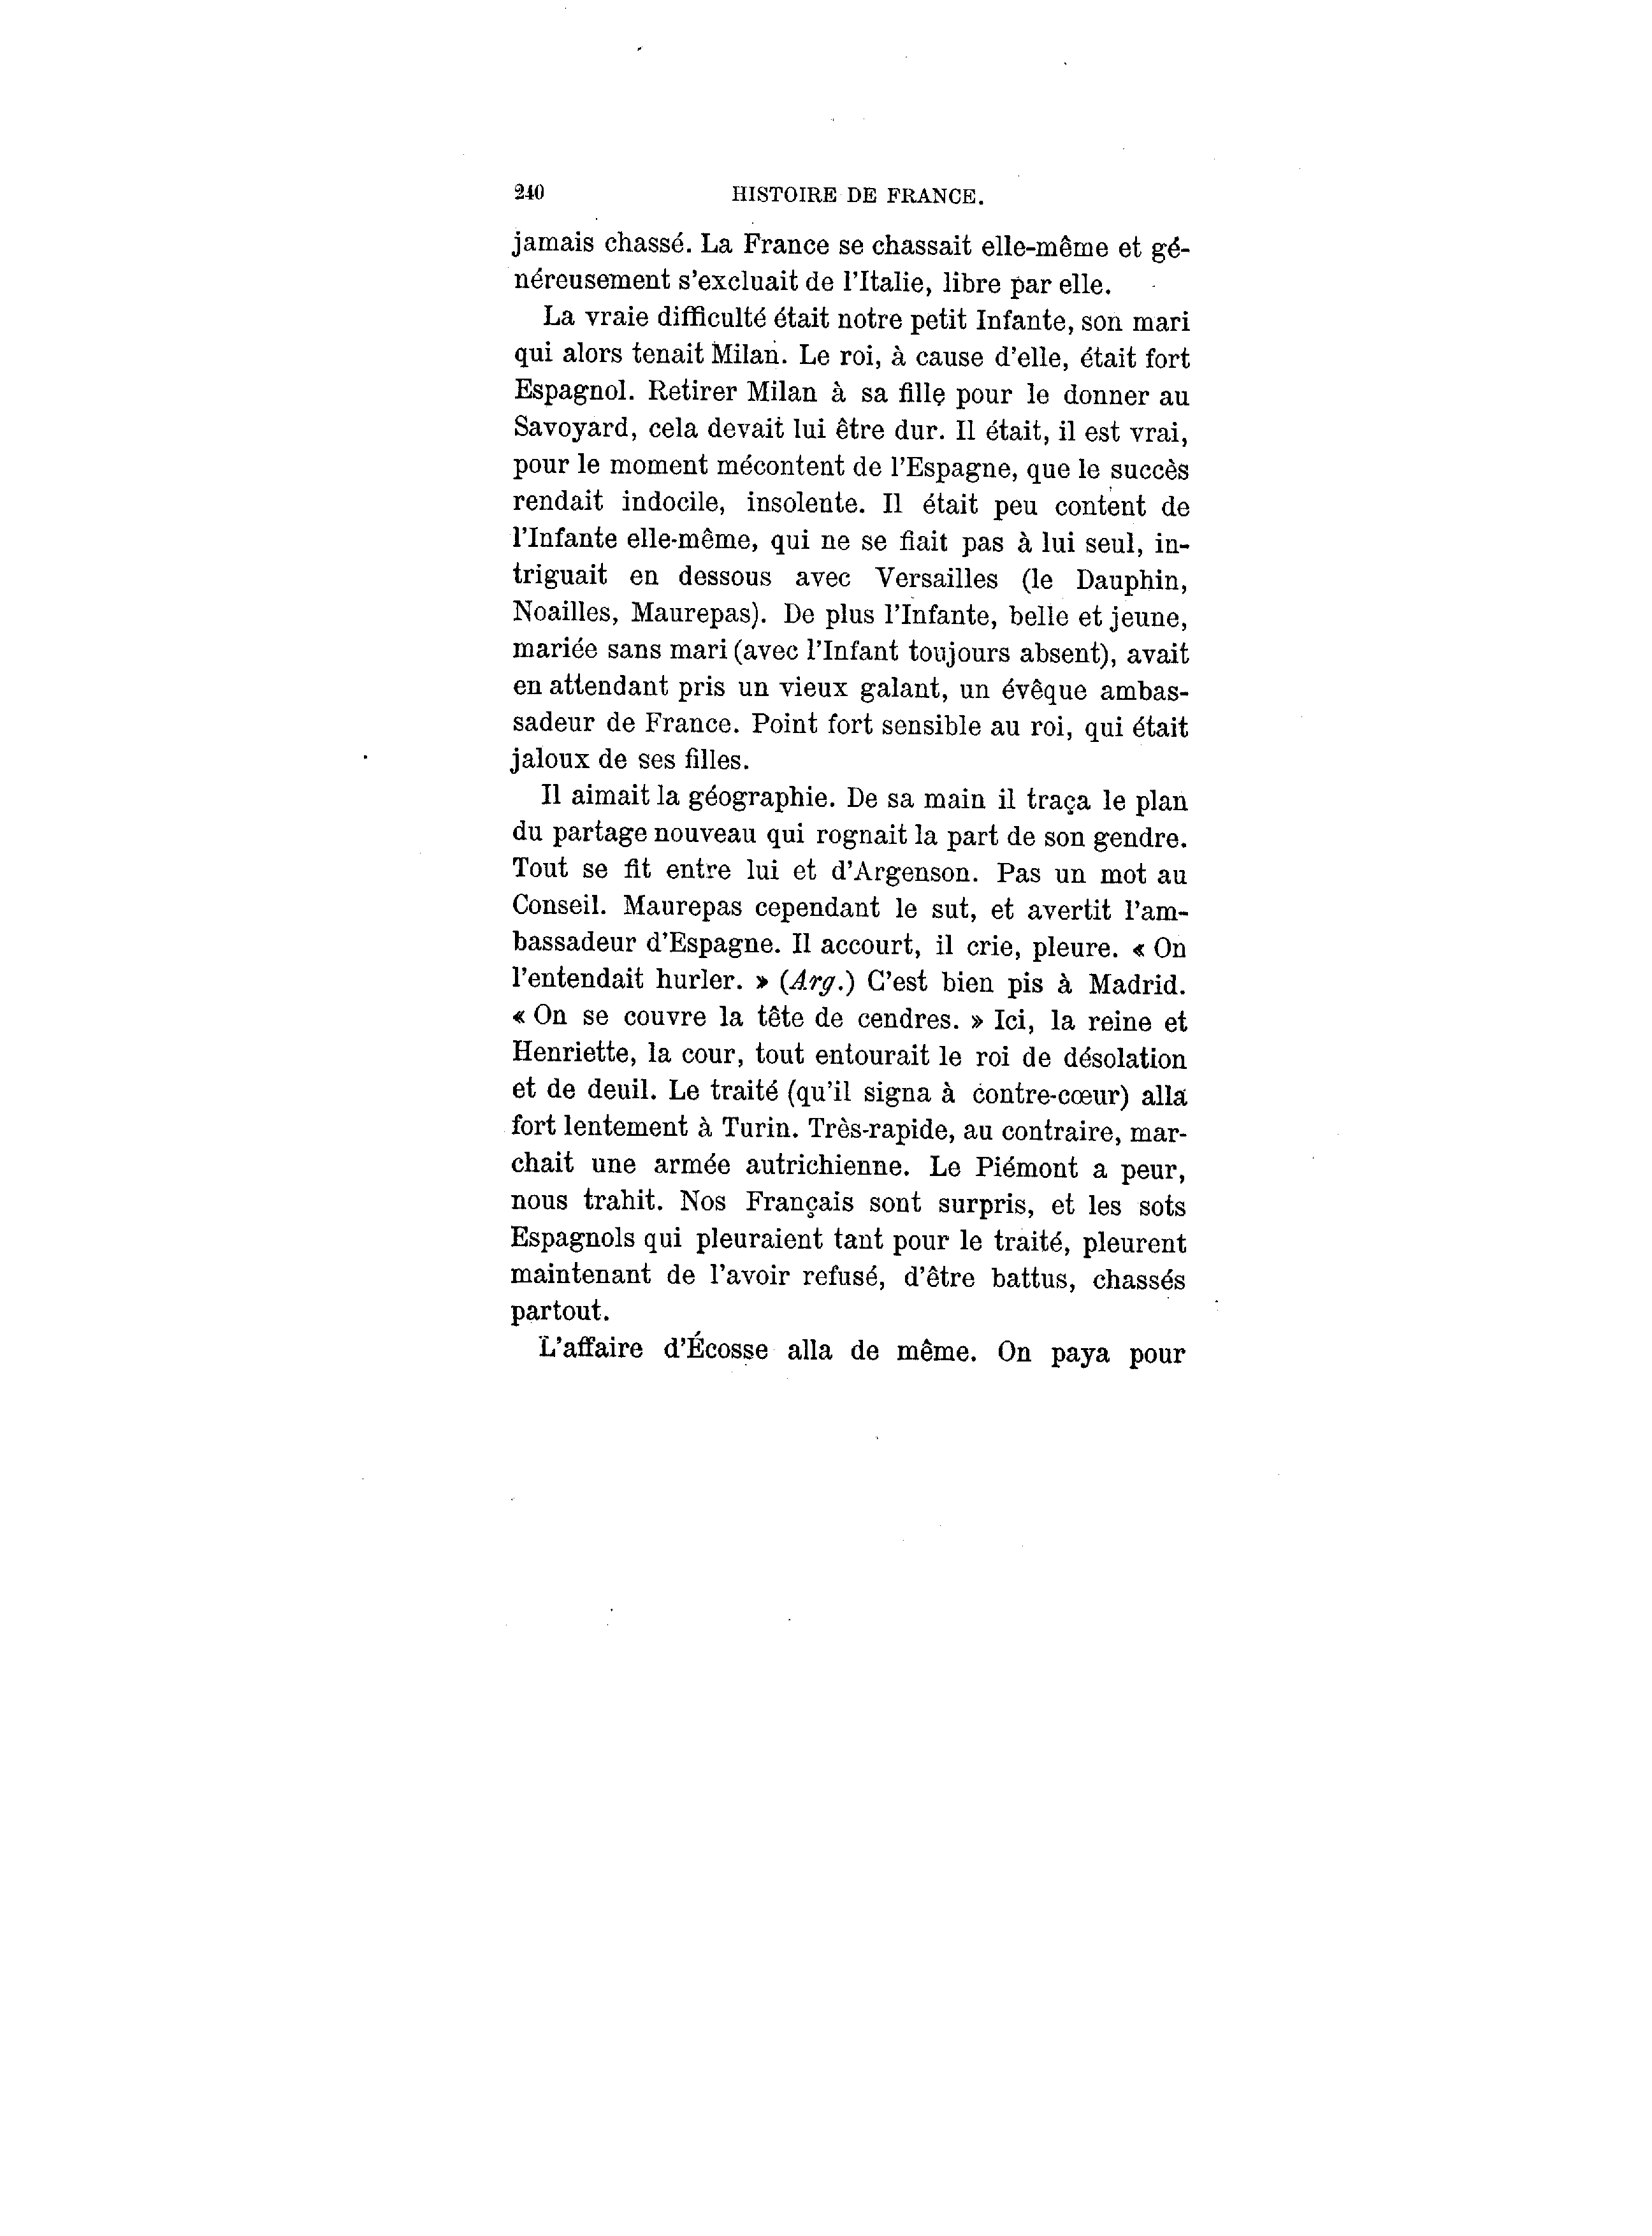 240
HISTOIRE DE FRANCE.
jamais chassé. La France se chassait elle-même et gé-
néreusement s'excluait de l'Italie, libre par elle.
La vraie difficulté était notre petit Infante, son mari
qui alors tenait Milan. Le roi, à cause d'elle, était fort
Espagnol. Retirer Milan à sa fille pour le donner au
Savoyard, cela devait lui être dur. Il était, il est vrai,
pour le moment mécontent de l'Espagne, que le succès
rendait indocile, insolente. Il était peu content de
l'Infante elle-même, qui ne se fiait pas à lui seul, in-
triguait en dessous avec Versailles (le Dauphin,
Noailles, Maurepas). De plus l'Infante, belle et jeune,
mariée sans mari (avec l'Infant toujours absent), avait
en attendant pris un vieux galant, un évêque ambas-
sadeur de France. Point fort sensible au roi, qui était
jaloux de ses filles.
Il aimait la géographie. De sa main il traça le plan
du partage nouveau qui rognait la part de son gendre.
Tout se fit entre lui et d'Argenson. Pas un mot au
Conseil. Maurepas cependant le sut, et avertit l'am-
bassadeur d'Espagne. Il accourt, il crie, pleure. « On
l'entendait hurler. » (Arg.) C'est bien pis à Madrid.
« On se couvre la tête de cendres. » Ici, la reine et
Henriette, la cour, tout entourait le roi de désolation
et de deuil. Le traité (qu'il signa à contre-cœur) alla
fort lentement à Turin. Très-rapide, au contraire, mar-
chait une armée autrichienne. Le Piémont a peur,
nous trahit. Nos Français sont surpris, et les sots
Espagnols qui pleuraient tant pour le traité, pleurent
maintenant de l'avoir refusé, d'être battus, chassés
partout.
L'affaire d'Écosse alla de même. On paya pour